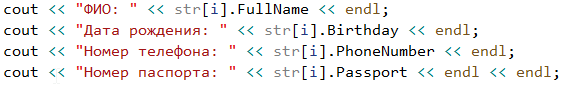 cout << "ФИО: " << str[i].FullName << endl;
cout << "Дата рождения: " << str[i].Birthday << endl;
cout << "Номер телефона: " << str[i].PhoneNumber << endl;
cout << "Номер паспорта: " << str[i].Passport << endl << endl;